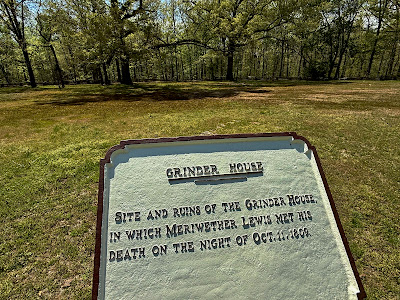 GRINDER HOUSE
SITE AND RUINS OF THE GRINDER HOUSE,
IN WHICH MERIWETHER LEWIS MET HIS
DEATH ON THE NIGHT OF OCT. 11, 1809.